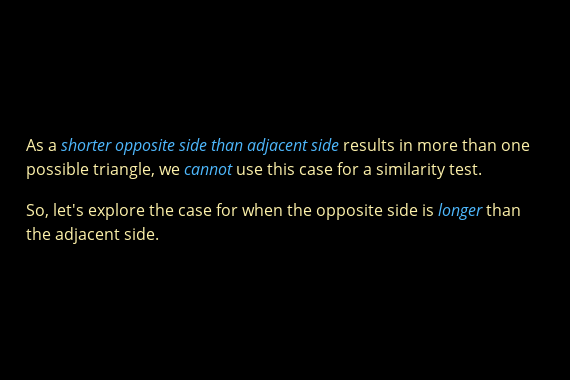 As a shorter opposite side than adjacent side results in more than one
possible triangle, we cannot use this case for a similarity test.
So, let's explore the case for when the opposite side is longer than
the adjacent side.